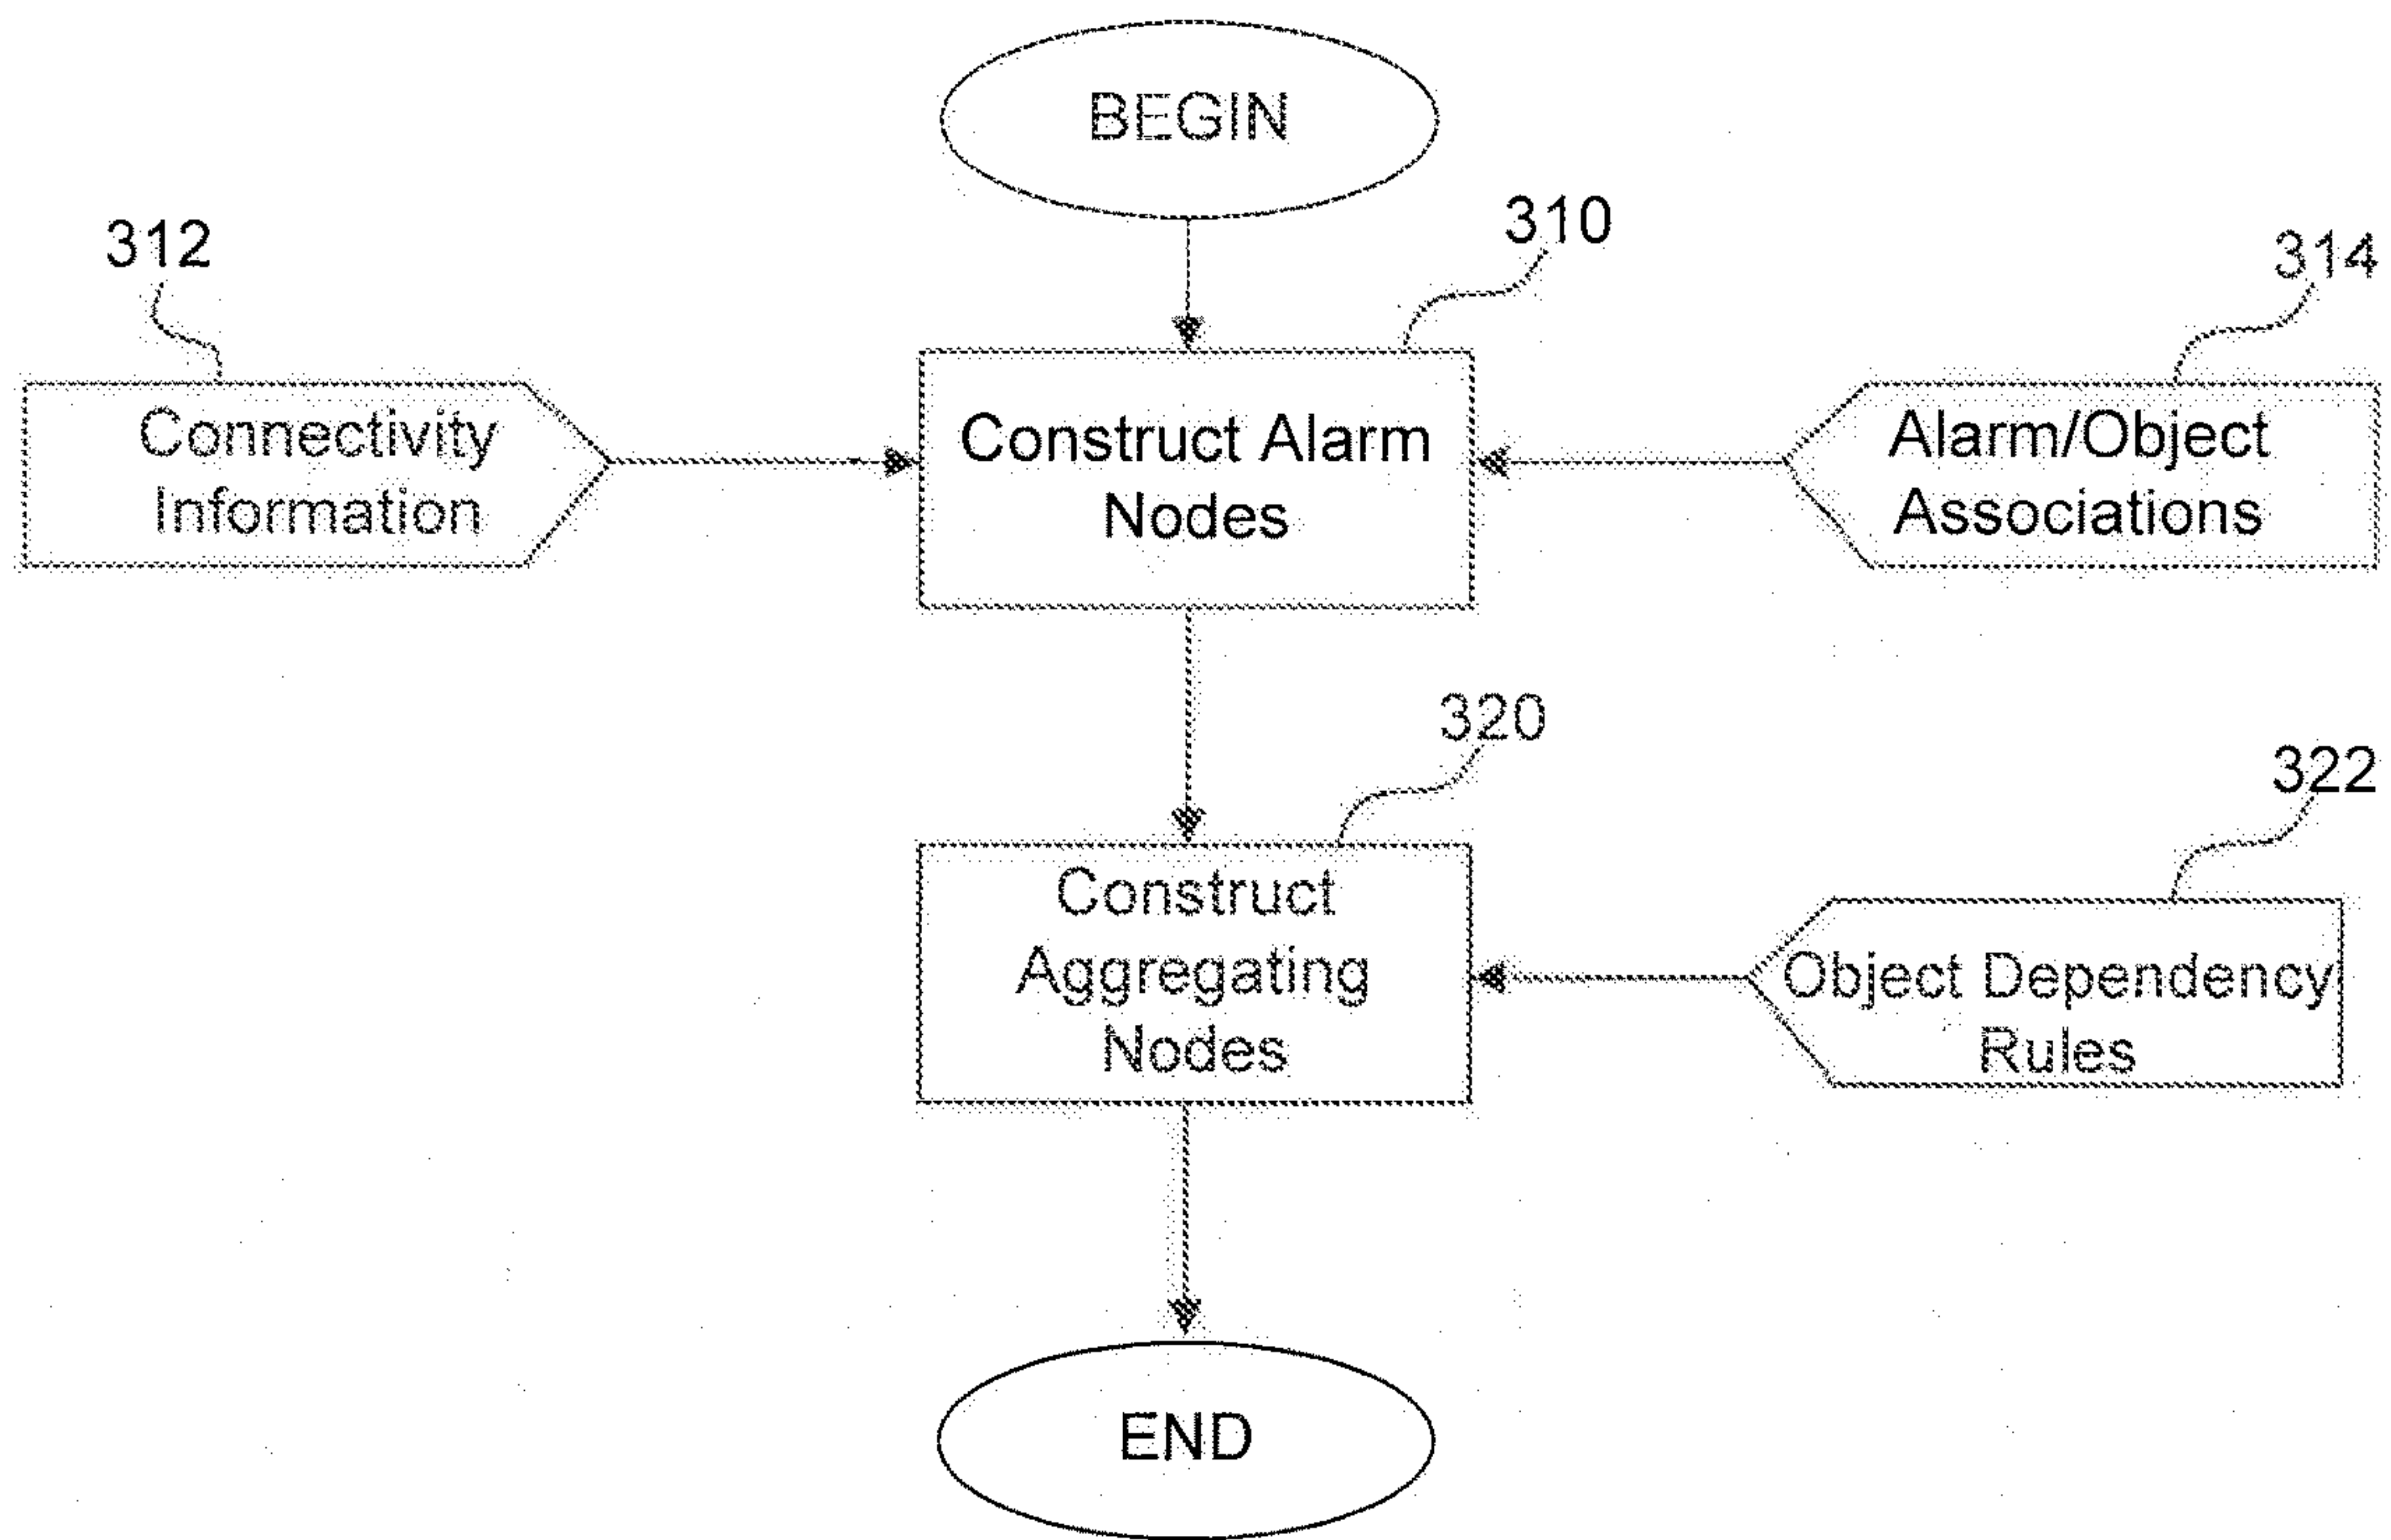 BEGIN
310
312
314
Connectivity
Information
Construct Alarm
Nodes
Alarm/Object
Associations
320
322
Construct
Aggregating
Nodes
Object Dependency
Rules
END